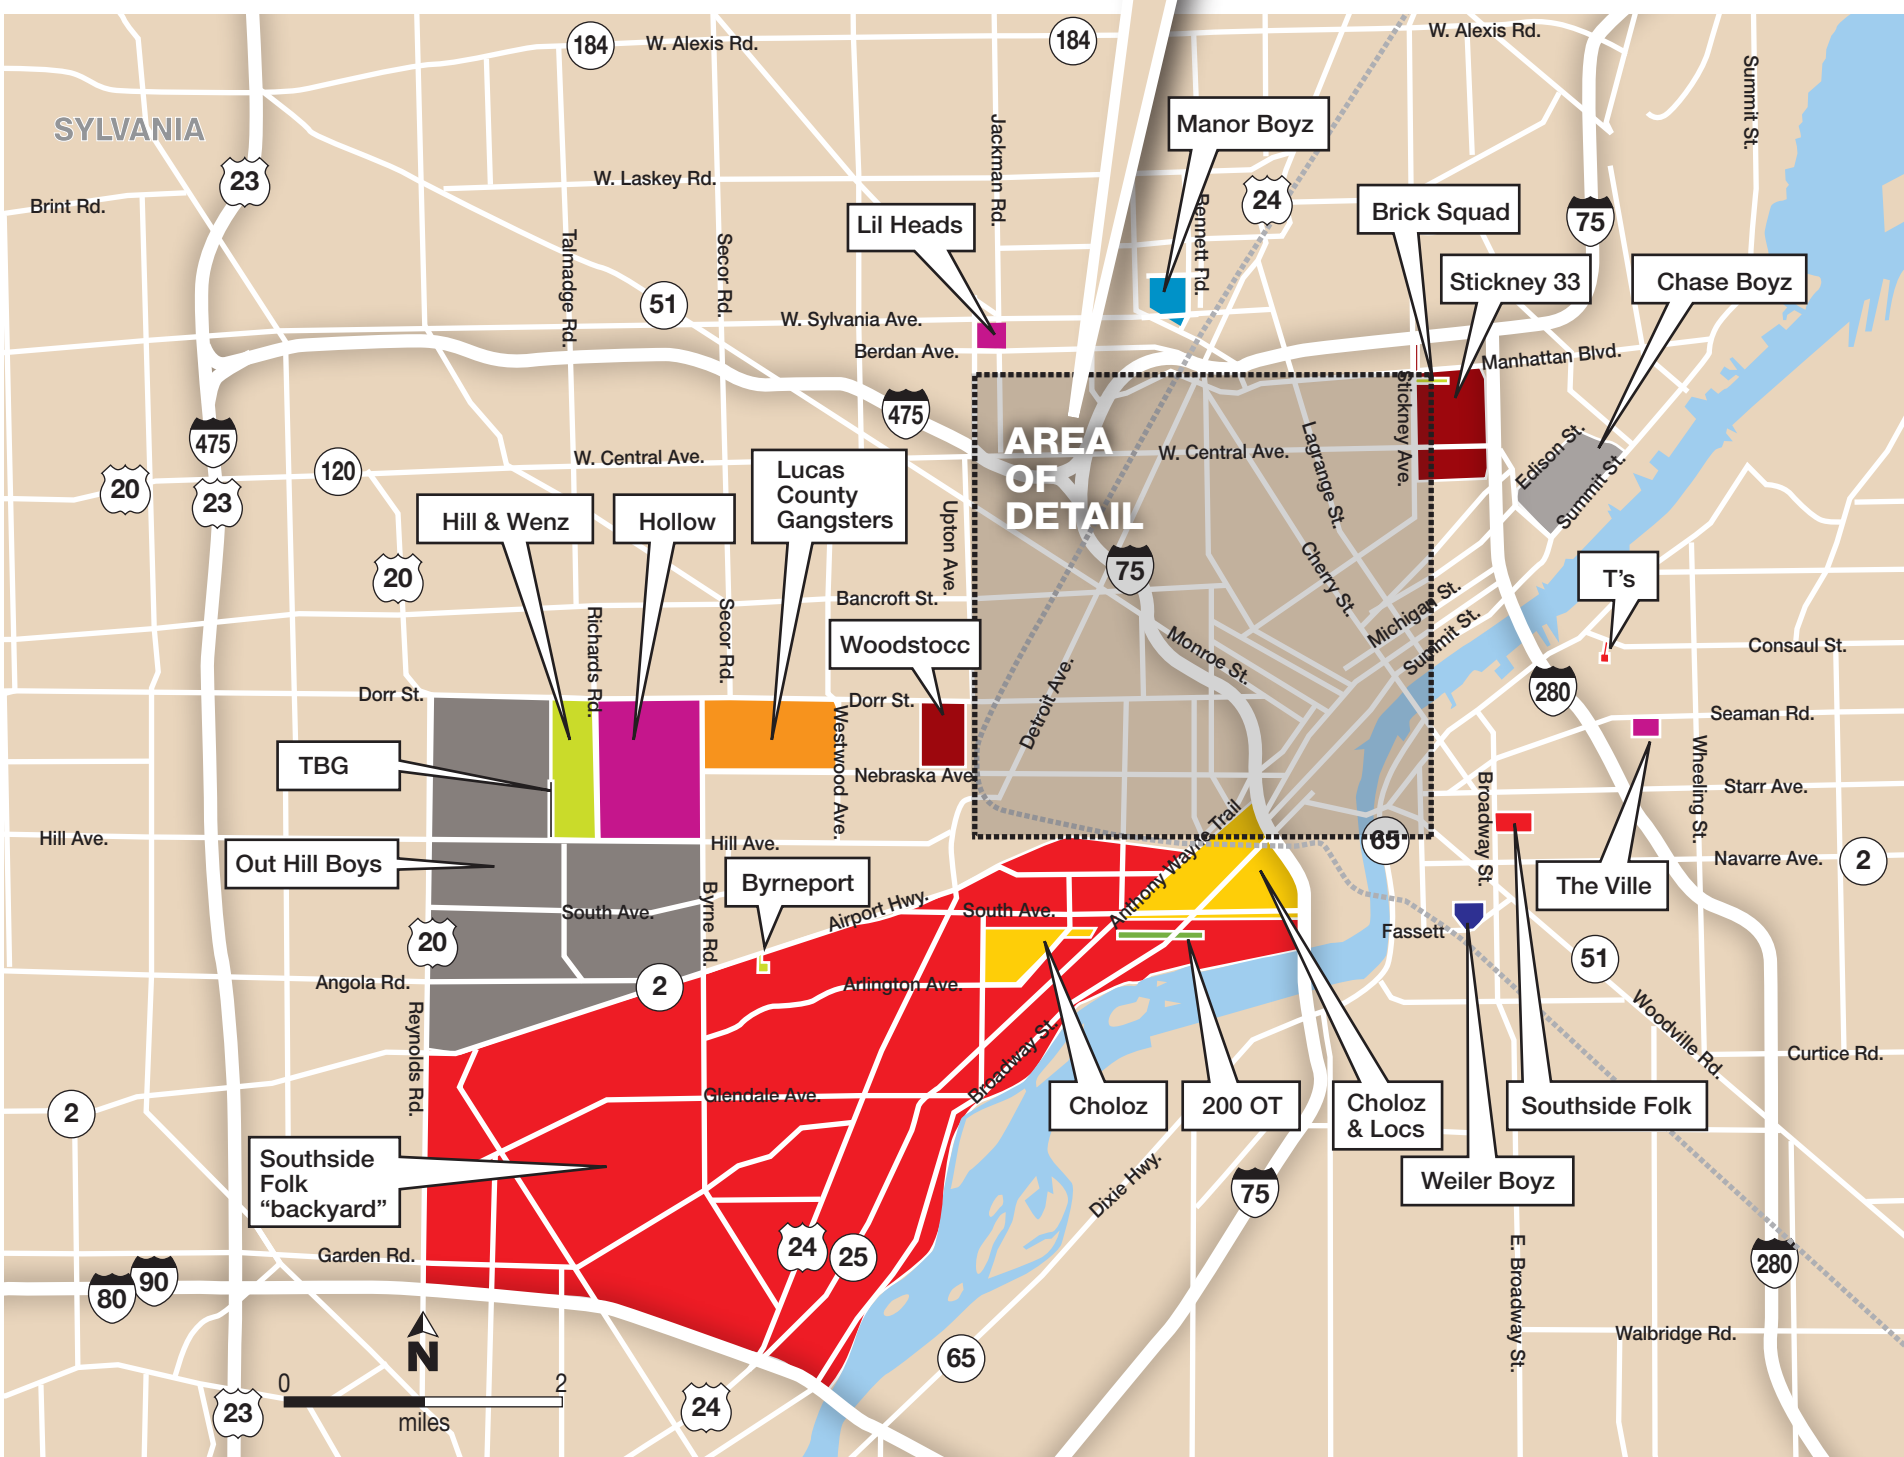 184
W. Alexis Rd.
184
W. Alexis Rd.
Summit St.
SYLVANIA
Manor Boyz
Jackman Rd.
23
W. Laskey Rd.
24
Bennett Rd.
Brint Rd.
Brick Squad
75
Lil Heads
Talmadge Rd.
Secor Rd.
Stickney 33
Chase Boyz
51
W. Sylvania Ave.
Berdan Ave.
Manhattan Blvd.
475
Stickney Ave.
475
AREA
OF
DETAIL
W. Central Ave.
Lagrange St.
Edison St.
Summit St.
120
W. Central Ave.
Lucas
County
Gangsters
20
23
Hill & Wenz
Hollow
Upton Ave.
20
75
Cherry St.
T's
Bancroft St.
Michigan St.
Summit St.
Richards Rd.
Secor Rd.
Woodstocc
Monroe St.
Consaul St.
Detroit Ave.
280
Dorr St.
Dorr St.
Westwood Ave.
Seaman Rd.
TBG
Nebraska Ave.
Broadway St.
Wheeling St.
Starr Ave.
Anthony Wayne Trail
Hill Ave.
Hill Ave.
65
Out Hill Boys
Byrneport
Navarre Ave.
2
The Ville
Byrne Rd.
Airport Hwy.
South Ave.
South Ave.
Fassett
20
51
Angola Rd.
2
Arlington Ave.
Reynolds Rd.
Woodville Rd.
Broadway St.
Curtice Rd.
Glendale Ave.
2
Choloz
200 OT
Choloz
& Locs
Southside Folk
Southside
Folk
“backyard”
Dixie Hwy.
75
Weiler Boyz
24
25
Garden Rd.
E. Broadway St.
280
80
90
N
Walbridge Rd.
65
0
2
miles
23
24